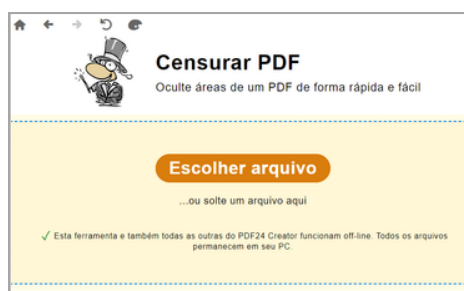 Censurar PDF
Oculte áreas de um PDF de forma rápida e fácil
Escolher arquivo
...ou solte um arquivo aqui
✓ Esta ferramenta e também todas as outras do PDF24 Creator funcionam off-line. Todos os arquivos
permanecem em seu PC.